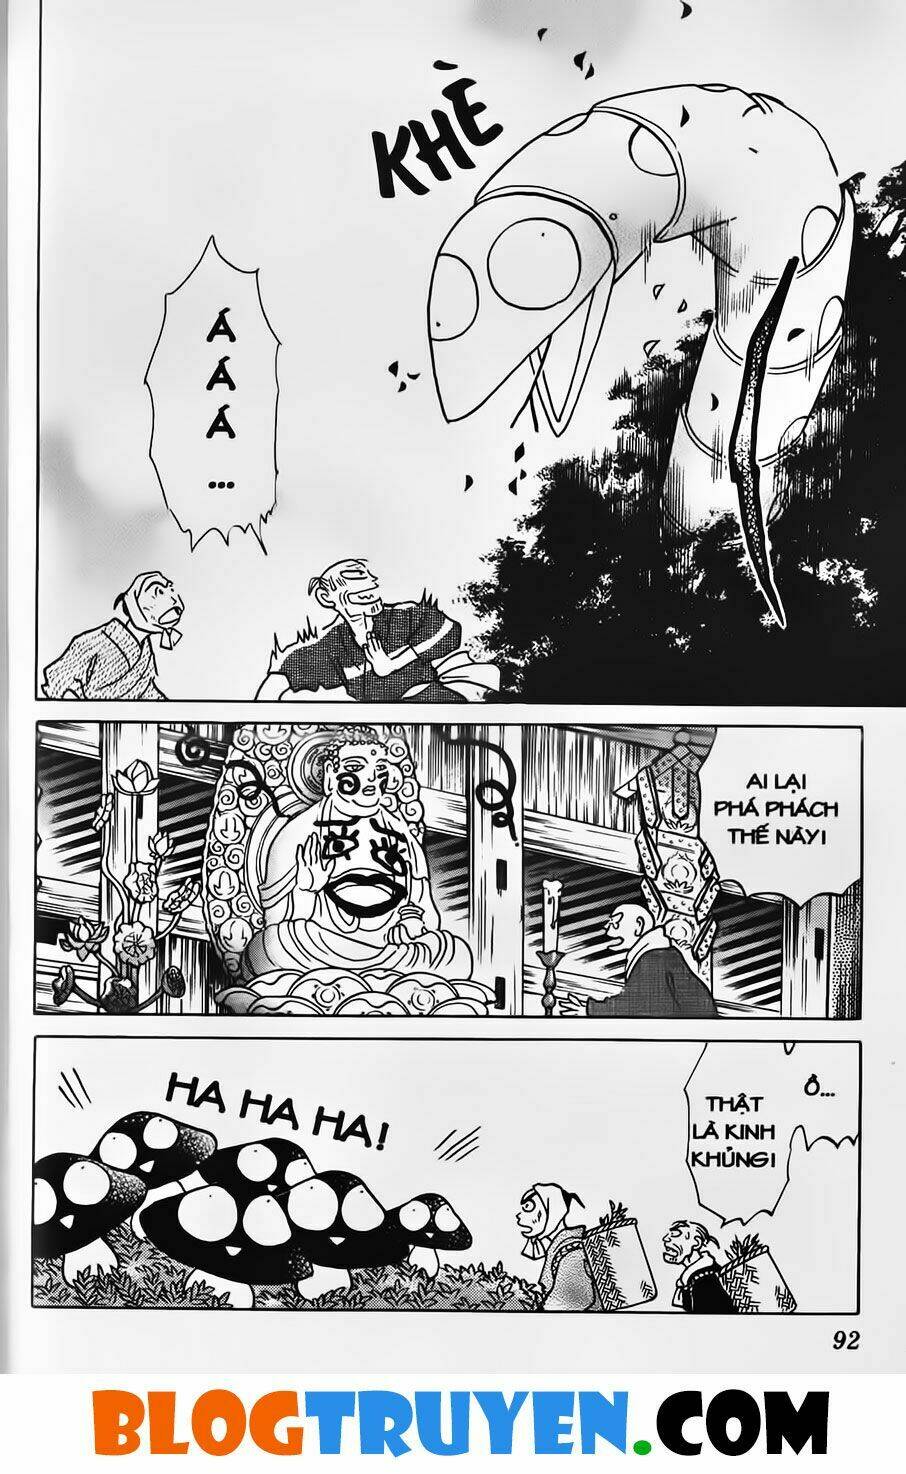 KHÈ
Á
Á
Á
...
AI LẠI
PHÁ PHÁCH
THẾ NÀY!
HA HA HA!
Ồ...
THẬT
LÀ KINH
KHỦNG!
92
BLOGTRUYEN.COM